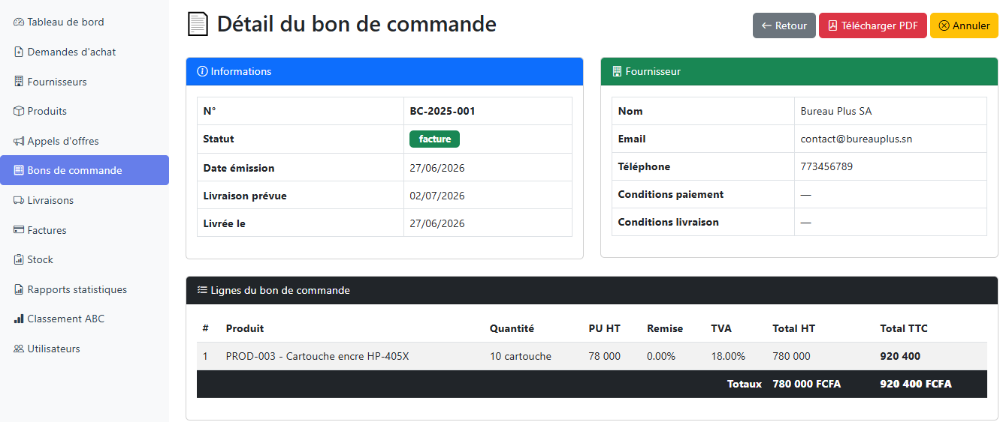 Tableau de bord
Demandes d'achat
Fournisseurs
Produits
Appels d'offres
Bons de commande
Livraisons
Factures
Stock
Rapports statistiques
Classement ABC
Utilisateurs
Détail du bon de commande
Retour
Télécharger PDF
Annuler
Informations
N° BC-2025-001
Statut facture
Date émission 27/06/2026
Livraison prévue 02/07/2026
Livrée le 27/06/2026
Fournisseur
Nom Bureau Plus SA
Email contact@bureauplus.sn
Téléphone 773456789
Conditions paiement —
Conditions livraison —
Lignes du bon de commande
# Produit Quantité PU HT Remise TVA Total HT Total TTC
1 PROD-003 - Cartouche encre HP-405X 10 cartouche 78 000 0.00% 18.00% 780 000 920 400
Totaux 780 000 FCFA 920 400 FCFA